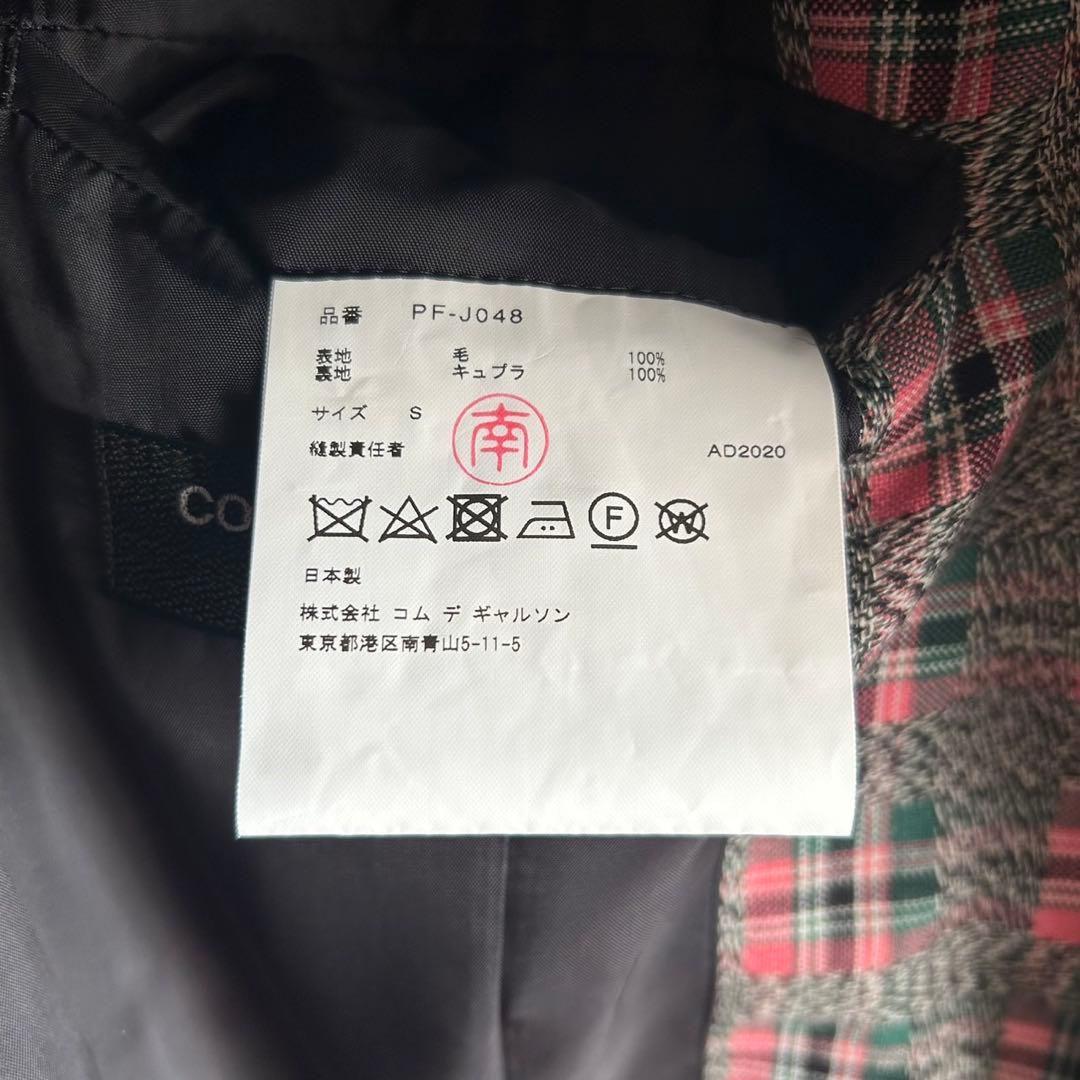 品番 PF-J048
表地 毛 100%
裏地 キュプラ 100%
サイズ S
南
縫製責任者 AD2020
F W
日本製
株式会社 コム デ ギャルソン
東京都港区南青山5-11-5
CO